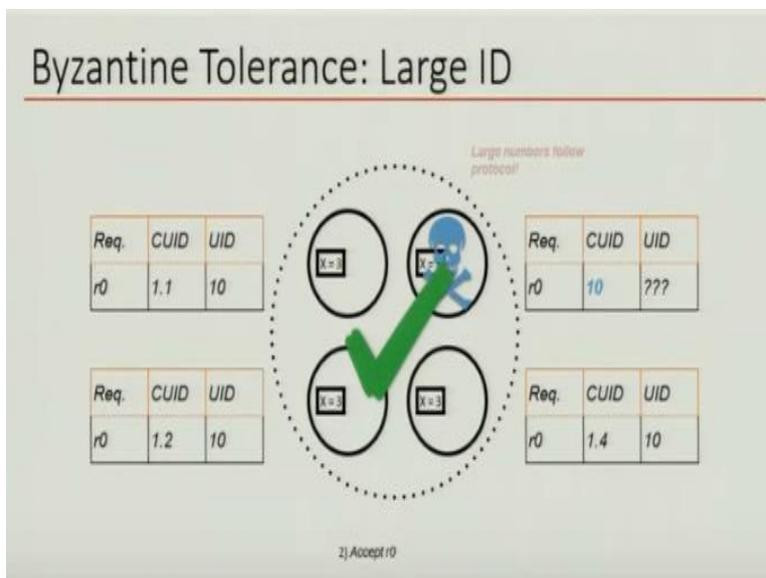 Byzantine Tolerance: Large ID
Large numbers follow
protocol!
Req. CUID UID
r0 1.1 10
X = 3
X =
Req. CUID UID
r0 10 ???
Req. CUID UID
r0 1.2 10
X = 3
X = 3
Req. CUID UID
r0 1.4 10
2) Accept r0